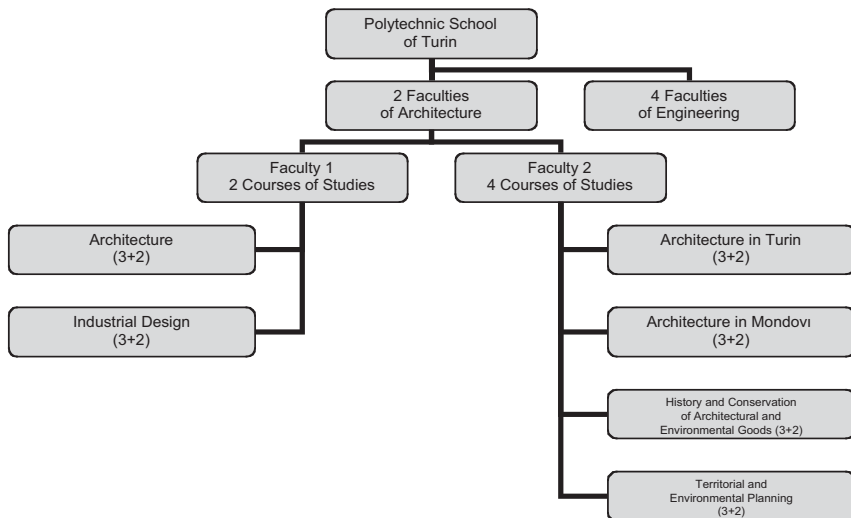 Polytechnic School
of Turin
2 Faculties
of Architecture
4 Faculties
of Engineering
Faculty 1
2 Courses of Studies
Faculty 2
4 Courses of Studies
Architecture
(3+2)
Architecture in Turin
(3+2)
Industrial Design
(3+2)
Architecture in Mondovı
(3+2)
History and Conservation
of Architectural and
Environmental Goods (3+2)
Territorial and
Environmental Planning
(3+2)